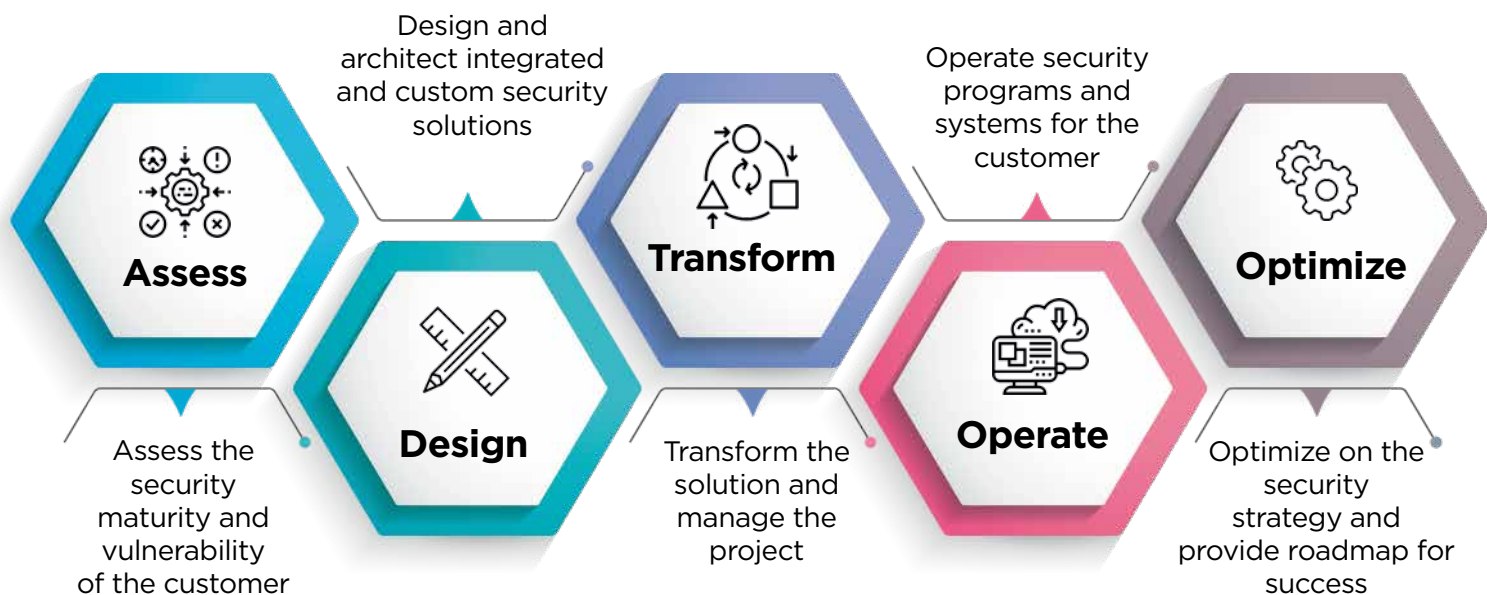 Assess
Assess the
security
maturity and
vulnerability
of the customer
Design and
architect integrated
and custom security
solutions
Design
Transform
Transform the
solution and
manage the
project
Operate security
programs and
systems for the
customer
Operate
Optimize
Optimize on the
security
strategy and
provide roadmap for
success